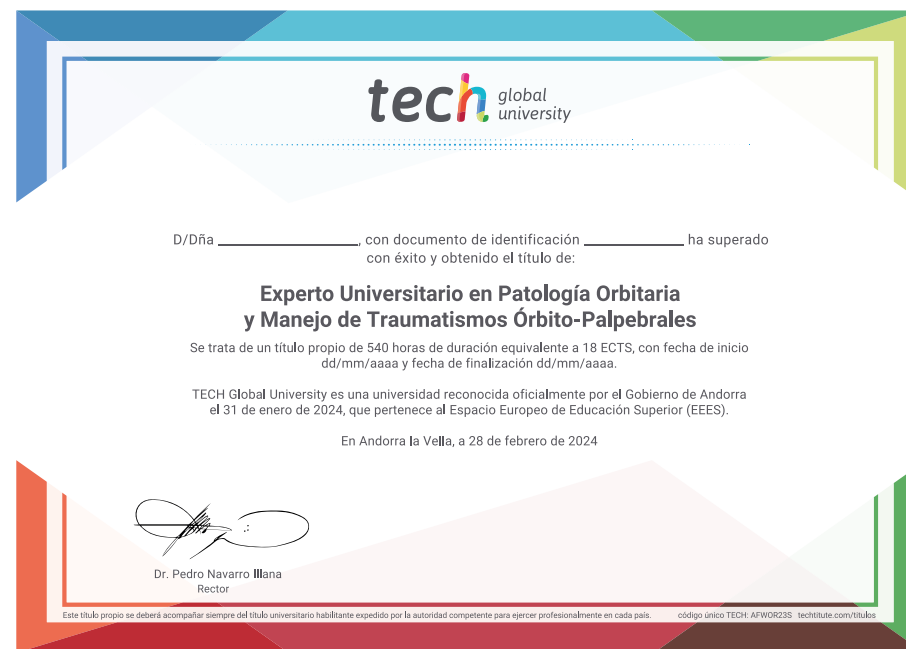 tech global university
D/Dña ____________________, con documento de identificación ______________ ha superado
con éxito y obtenido el título de:
Experto Universitario en Patología Orbitaria
y Manejo de Traumatismos Órbito-Palpebrales
Se trata de un título propio de 540 horas de duración equivalente a 18 ECTS, con fecha de inicio
dd/mm/aaaa y fecha de finalización dd/mm/aaaa.
TECH Global University es una universidad reconocida oficialmente por el Gobierno de Andorra
el 31 de enero de 2024, que pertenece al Espacio Europeo de Educación Superior (EEES).
En Andorra la Vella, a 28 de febrero de 2024
Dr. Pedro Navarro Illana
Rector
Este título propio se deberá acompañar siempre del título universitario habilitante expedido por la autoridad competente para ejercer profesionalmente en cada país. código único TECH: AFWOR23S techtitute.com/titulos